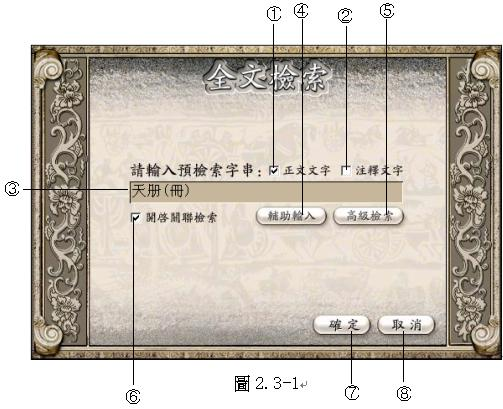 ① ④ ② ⑤
全文檢索
請輸入預檢索字串: 正文文字 注釋文字
③ 天册(冊)
開啓關聯檢索 輔助輸入 高級檢索
確定 取消
⑥ 圖 2.3-1 ⑦ ⑧